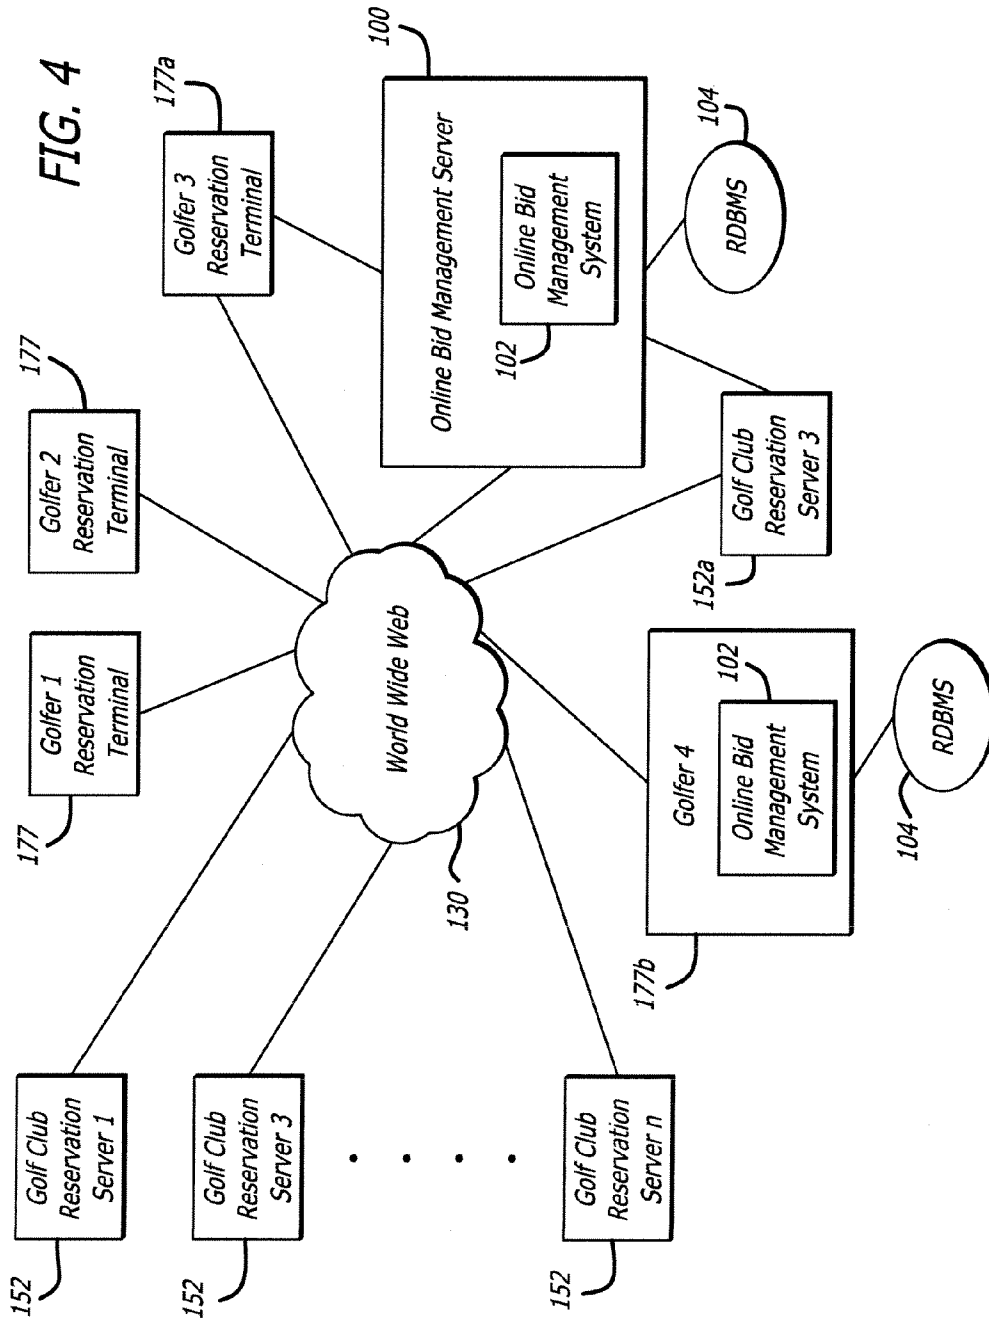 FIG. 4
Golf Club
Reservation
Server 1
152
Golf Club
Reservation
Server 3
152
Golf Club
Reservation
Server n
152
Golfer 1
Reservation
Terminal
177
Golfer 2
Reservation
Terminal
177
Golfer 3
Reservation
Terminal
177a
World Wide Web
130
Online Bid Management Server
100
Online Bid
Management
System
102
RDBMS
104
Golf Club
Reservation
Server 3
152a
Golfer 4
177b
Online Bid
Management
System
102
RDBMS
104